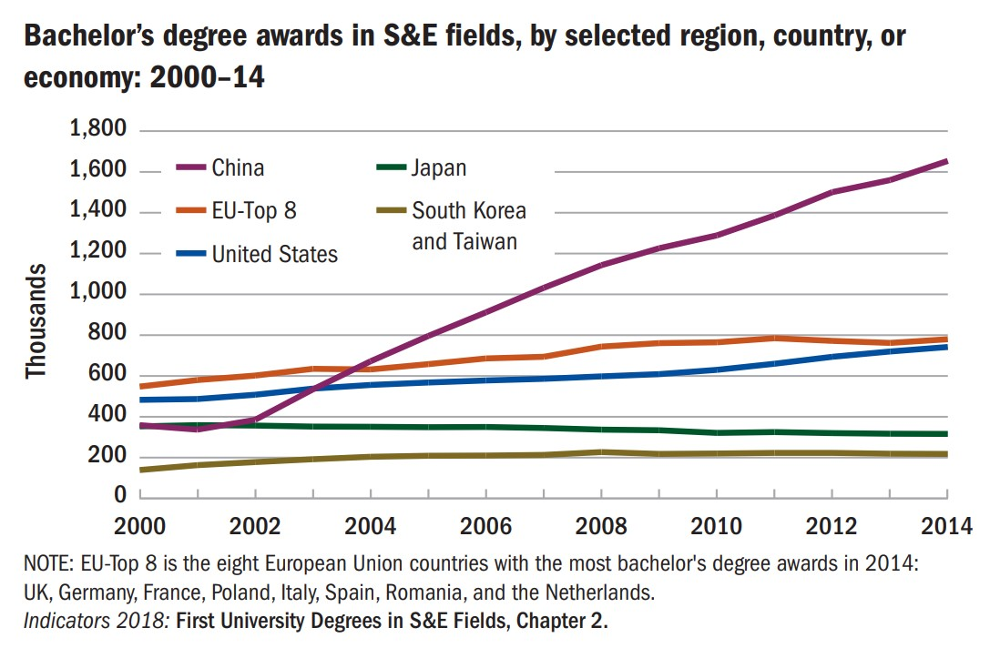 Bachelor’s degree awards in S&E fields, by selected region, country, or
economy: 2000–14
Thousands
1,800
1,600
1,400
1,200
1,000
800
600
400
200
0
China
EU-Top 8
United States
Japan
South Korea
and Taiwan
2000 2002 2004 2006 2008 2010 2012 2014
NOTE: EU-Top 8 is the eight European Union countries with the most bachelor's degree awards in 2014:
UK, Germany, France, Poland, Italy, Spain, Romania, and the Netherlands.
Indicators 2018: First University Degrees in S&E Fields, Chapter 2.